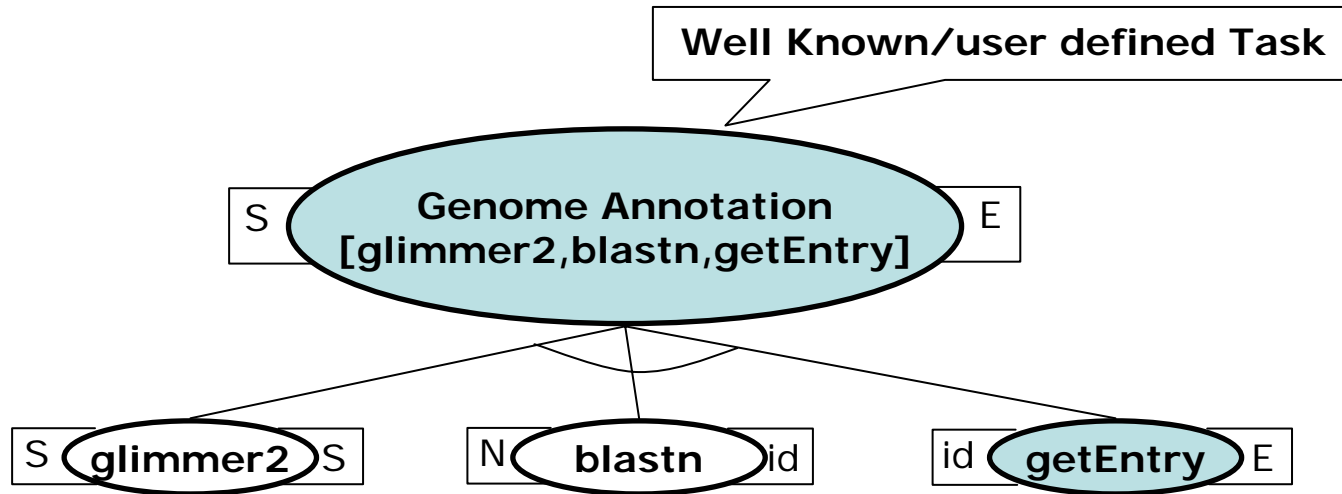 Well Known/user defined Task
S Genome Annotation E
[glimmer2,blastn,getEntry]
S glimmer2 S N blastn id id getEntry E